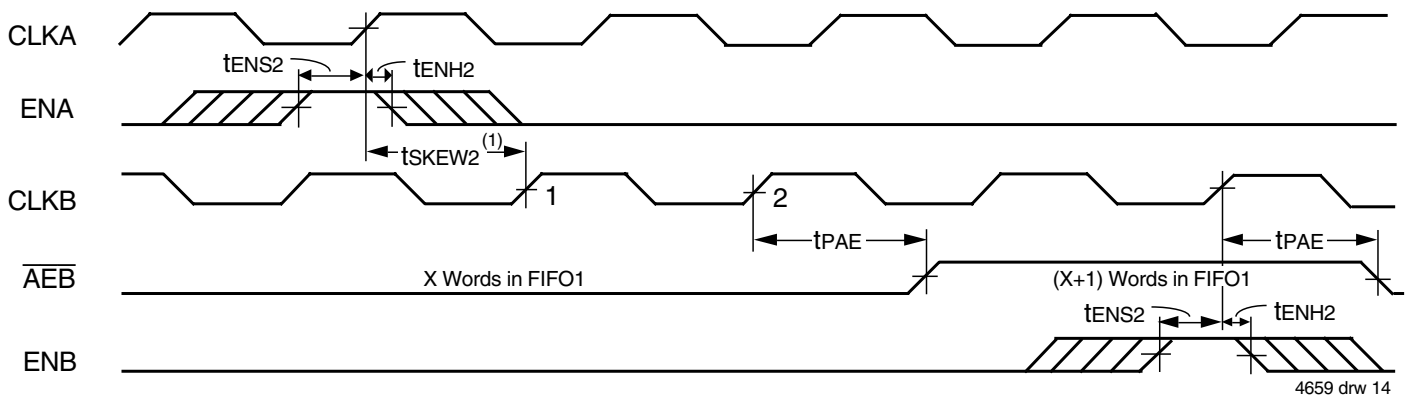 CLKA
tENS2
tENH2
ENA
tSKEW2 (1)
CLKB
1
2
tPAE
tPAE
AEB
X Words in FIFO1
(X+1) Words in FIFO1
tENS2
tENH2
ENB
4659 drw 14